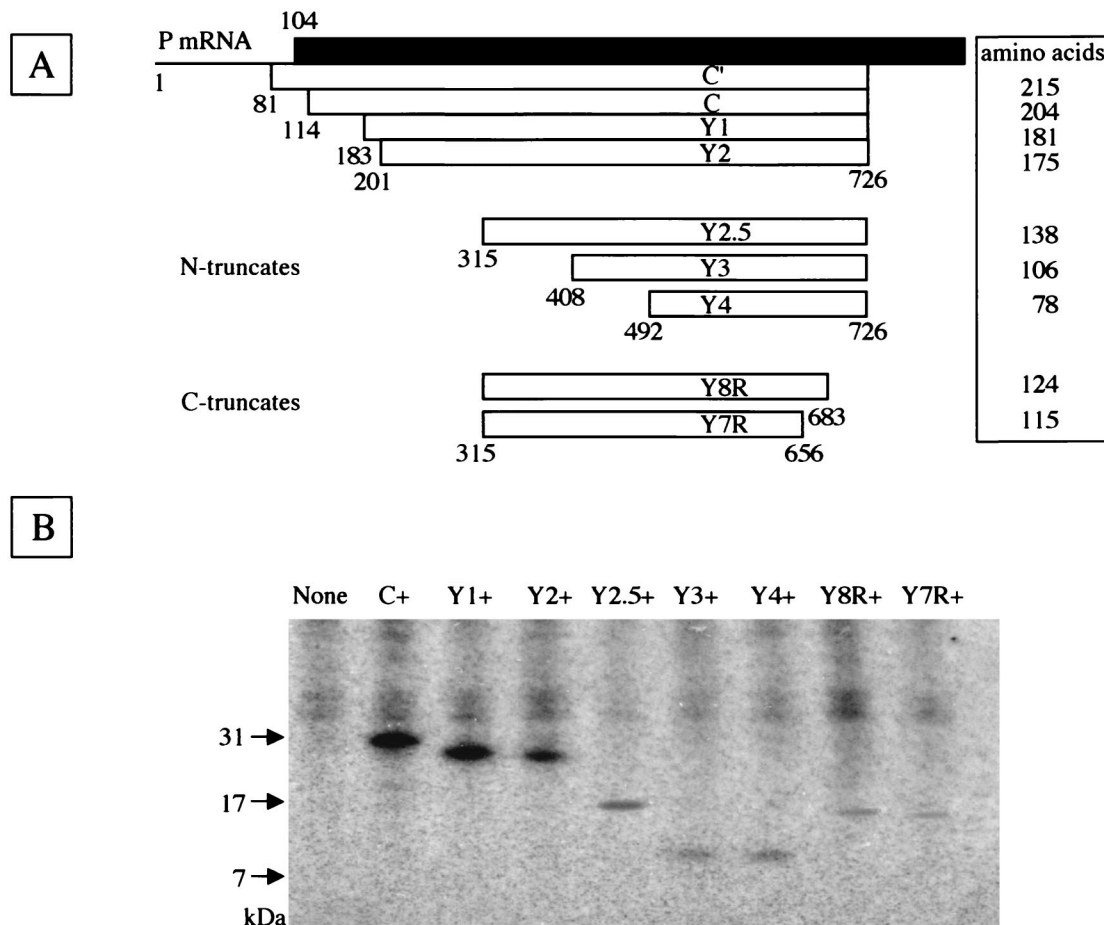 A
104
P mRNA
amino acids
1
C'
215
81
C
204
114
Y1
181
183
Y2
175
201
726
Y2.5
138
315
N-truncates
Y3
106
408
Y4
78
492
726
Y8R
124
C-truncates
683
Y7R
115
315
656
B
None C+ Y1+ Y2+ Y2.5+ Y3+ Y4+ Y8R+ Y7R+
31
17
7
kDa